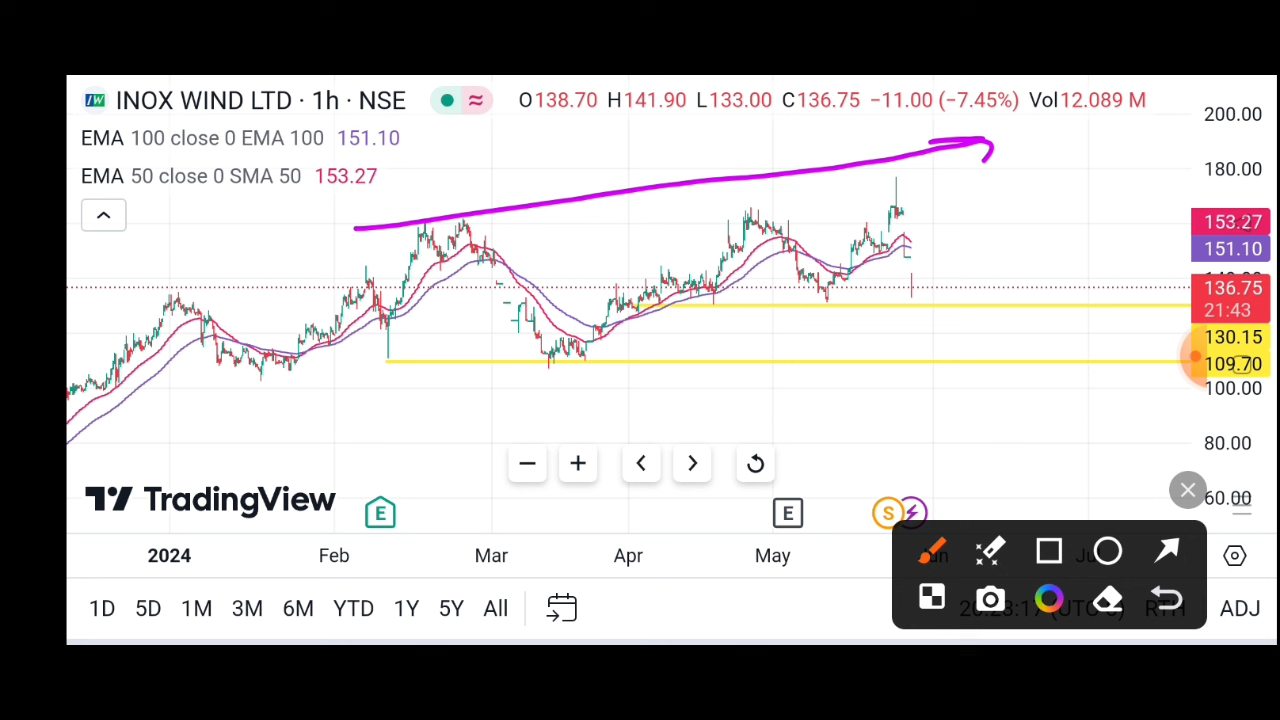 INOX WIND LTD · 1h · NSE O138.70 H141.90 L133.00 C136.75 −11.00 (−7.45%) Vol12.089 M
EMA 100 close 0 EMA 100 151.10
EMA 50 close 0 SMA 50 153.27
200.00
180.00
153.27
151.10
136.75
21:43
130.15
109.70
100.00
80.00
60.00
TradingView
E E S
2024 Feb Mar Apr May
1D 5D 1M 3M 6M YTD 1Y 5Y All ADJ